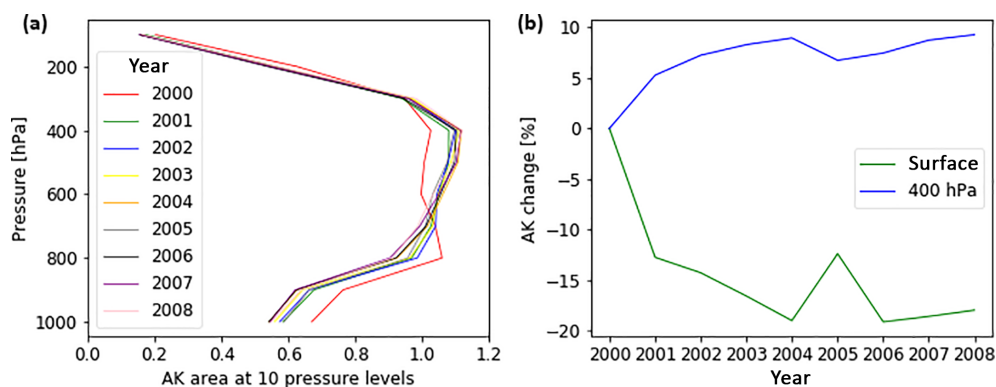 (a)
Pressure [hPa]
200
400
600
800
1000
Year
2000
2001
2002
2003
2004
2005
2006
2007
2008
0.0 0.2 0.4 0.6 0.8 1.0 1.2
AK area at 10 pressure levels
(b)
AK change [%]
10
5
0
−5
−10
−15
−20
Surface
400 hPa
2000 2001 2002 2003 2004 2005 2006 2007 2008
Year